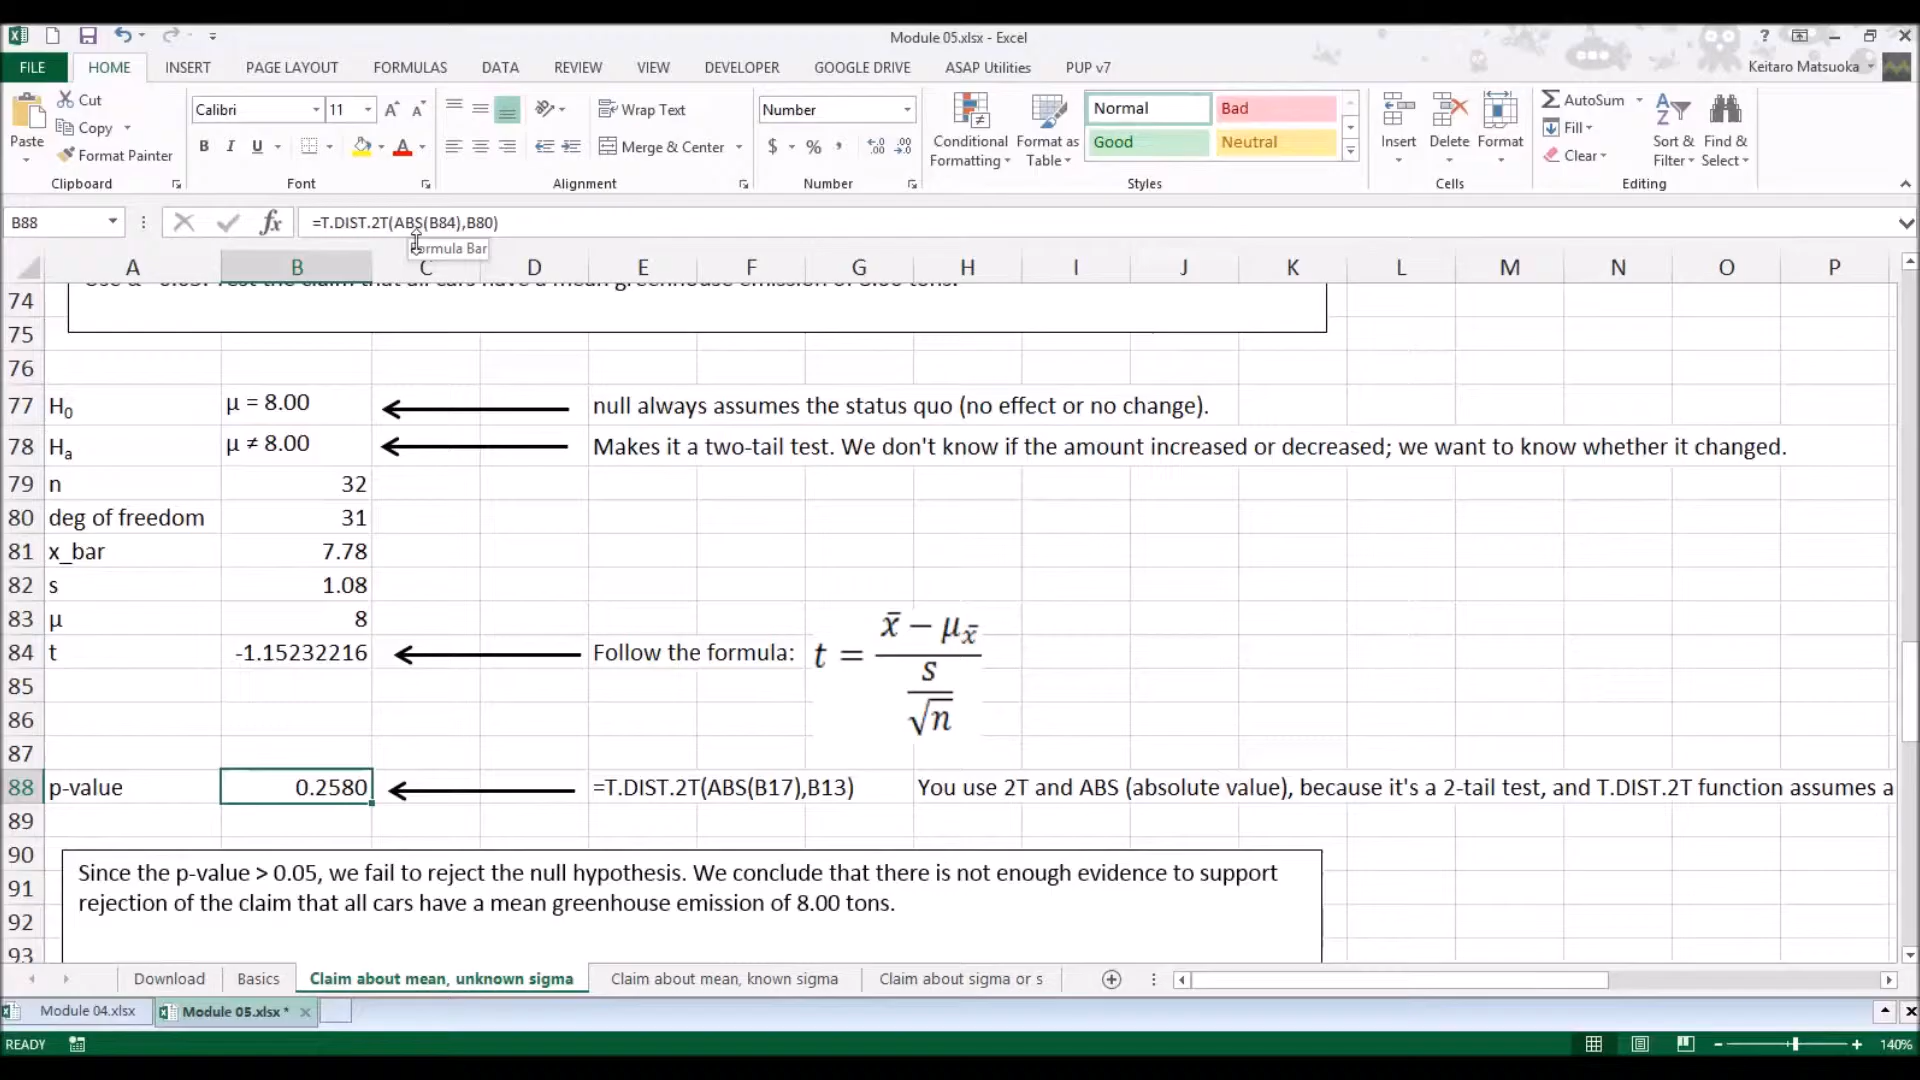 Module 05.xlsx - Excel
FILE HOME INSERT PAGE LAYOUT FORMULAS DATA REVIEW VIEW DEVELOPER GOOGLE DRIVE ASAP Utilities PUP v7 Keitaro Matsuoka
Paste
Cut
Copy
Format Painter
Clipboard
Calibri 11
B I U
Font
Wrap Text
Merge & Center
Alignment
Number
$ % ,
Number
Conditional Formatting
Format as Table
Normal Bad
Good Neutral
Styles
Insert Delete Format
Cells
AutoSum
Fill
Clear
Sort & Filter
Find & Select
Editing
B88 fx =T.DIST.2T(ABS(B84),B80)
Formula Bar
A B C D E F G H I J K L M N O P
74
75
76
77 H0 μ = 8.00 null always assumes the status quo (no effect or no change).
78 Ha μ ≠ 8.00 Makes it a two-tail test. We don't know if the amount increased or decreased; we want to know whether it changed.
79 n 32
80 deg of freedom 31
81 x_bar 7.78
82 s 1.08
83 μ 8
84 t -1.15232216 Follow the formula: t = (x̄ − μx̄) / (s / √n)
85
86
87
88 p-value 0.2580 =T.DIST.2T(ABS(B17),B13) You use 2T and ABS (absolute value), because it's a 2-tail test, and T.DIST.2T function assumes a
89
90
91
92
93
Since the p-value > 0.05, we fail to reject the null hypothesis. We conclude that there is not enough evidence to support
rejection of the claim that all cars have a mean greenhouse emission of 8.00 tons.
Download Basics Claim about mean, unknown sigma Claim about mean, known sigma Claim about sigma or s
Module 04.xlsx Module 05.xlsx *
READY 140%